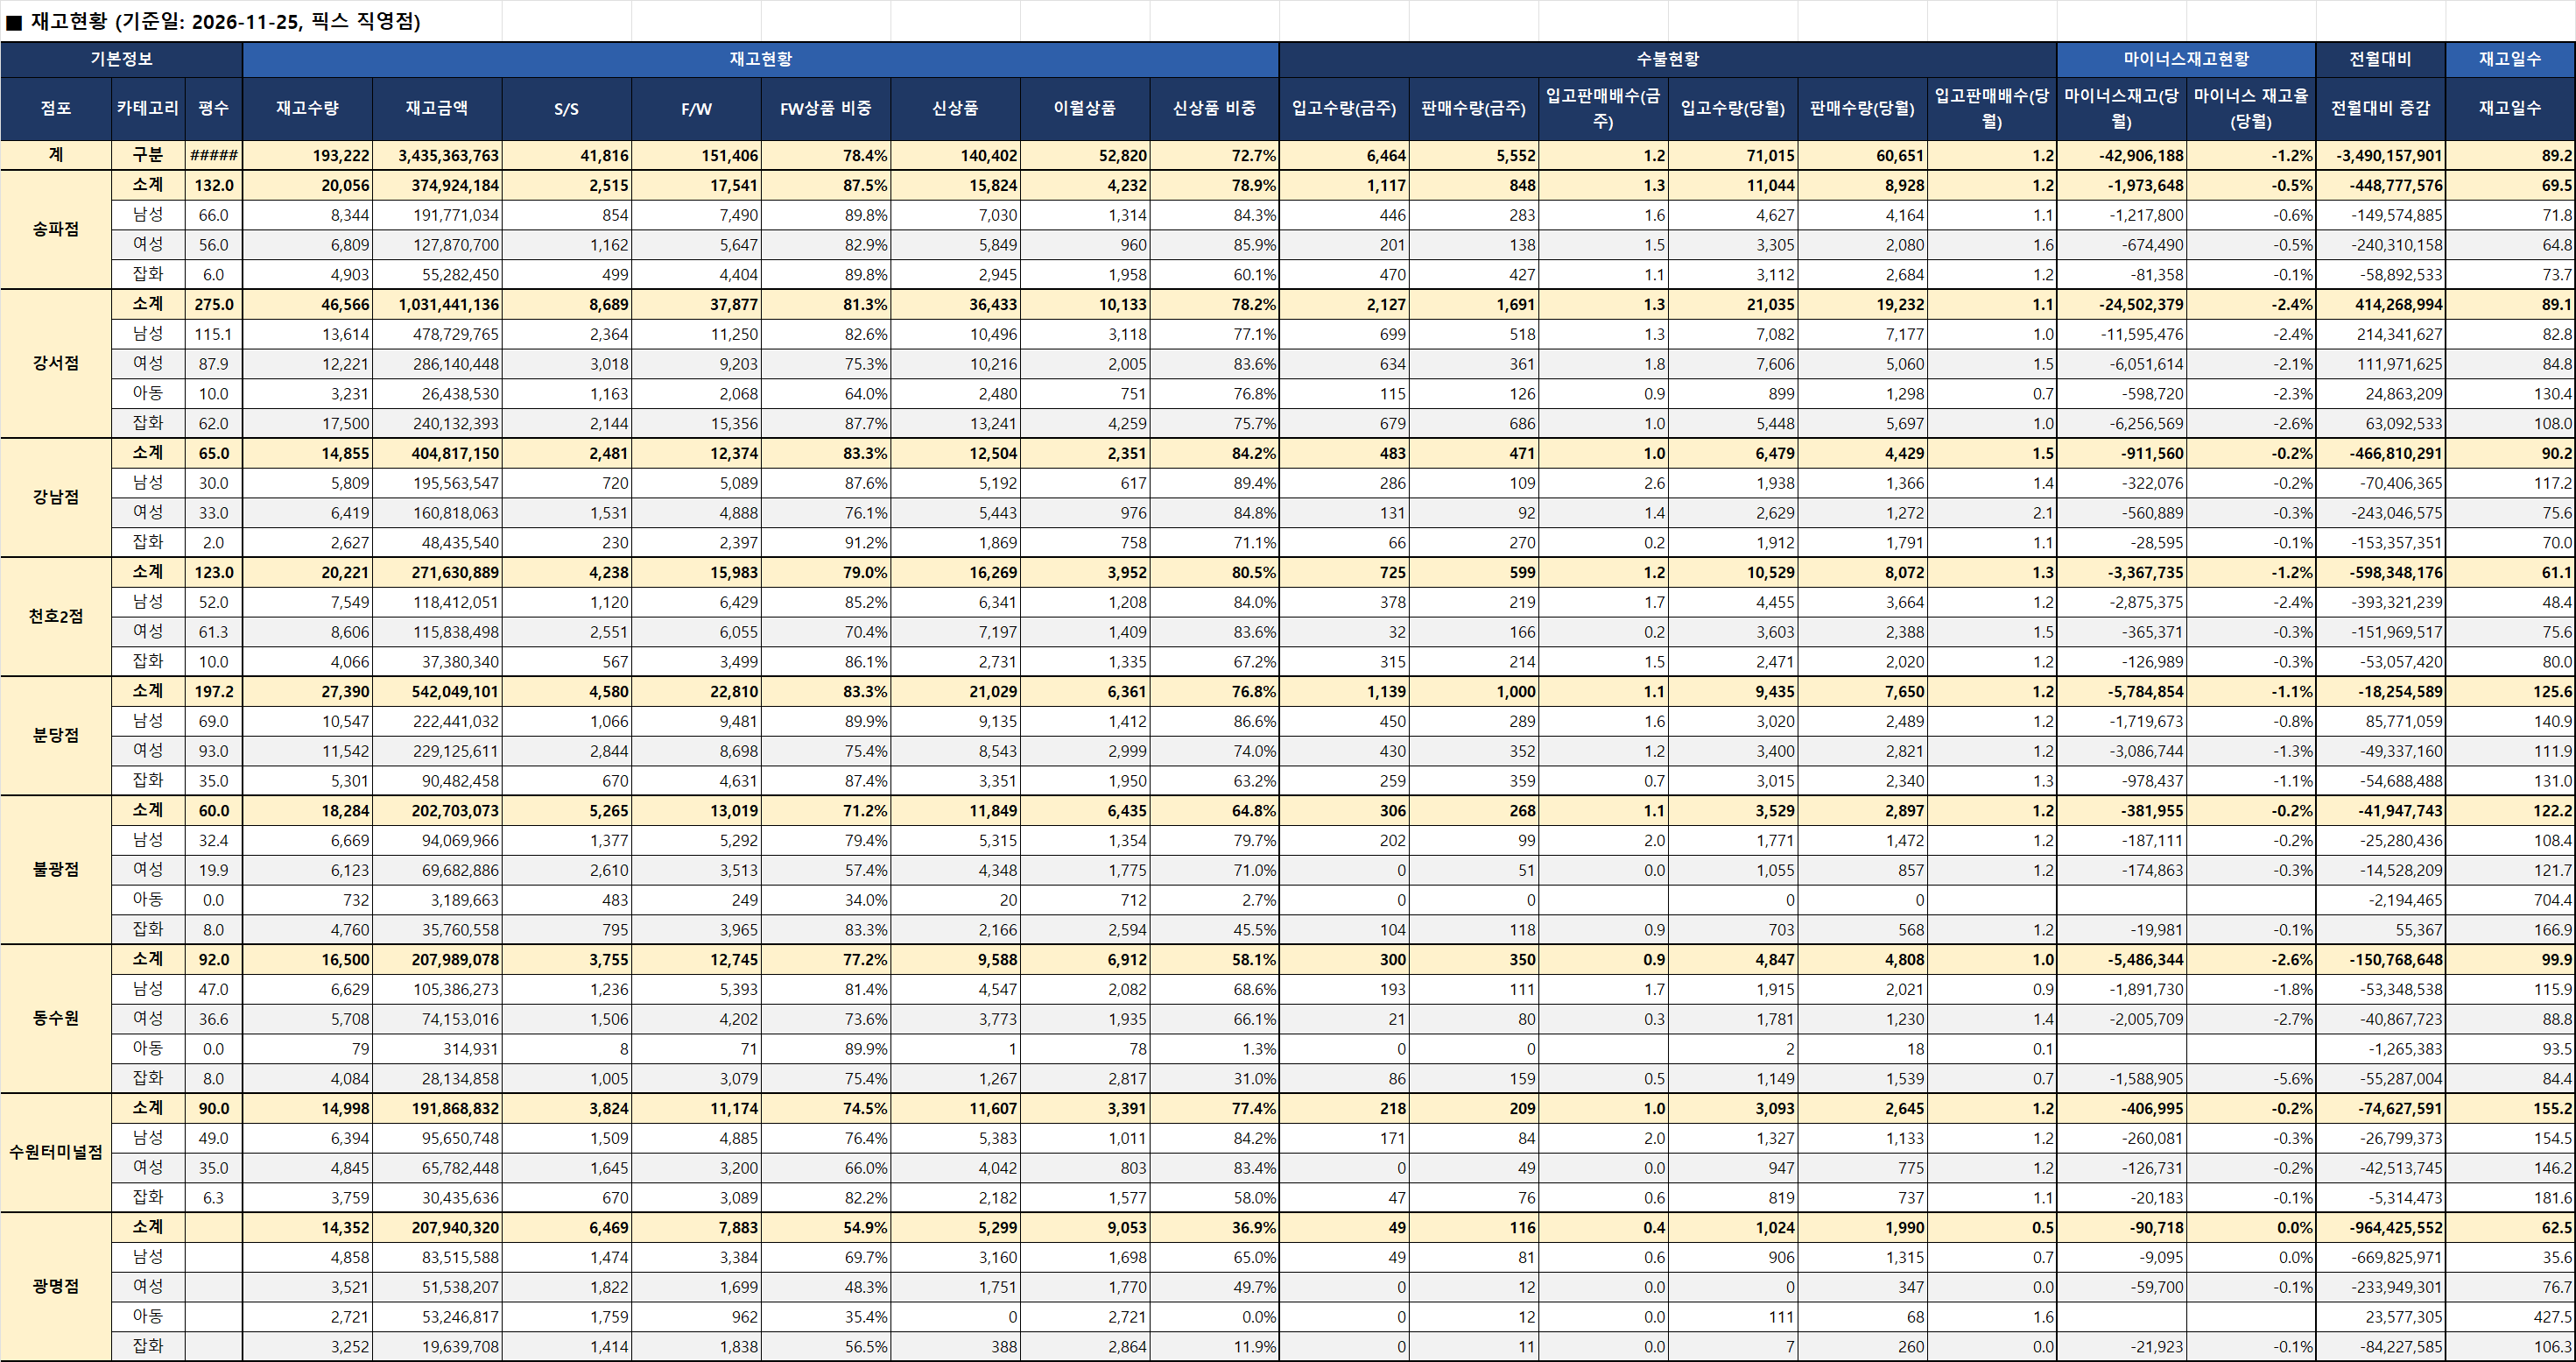 ■ 재고현황 (기준일: 2026-11-25, 픽스 직영점)
기본정보 재고현황 수불현황 마이너스재고현황 전월대비 재고일수
점포 카테고리 평수 재고수량 재고금액 S/S F/W FW상품 비중 신상품 이월상품 신상품 비중 입고수량(금주) 판매수량(금주) 입고판매배수(금주) 입고수량(당월) 판매수량(당월) 입고판매배수(당월) 마이너스재고(당월) 마이너스 재고율(당월) 전월대비 증감 재고일수
계 구분 ##### 193,222 3,435,363,763 41,816 151,406 78.4% 140,402 52,820 72.7% 6,464 5,552 1.2 71,015 60,651 1.2 -42,906,188 -1.2% -3,490,157,901 89.2
송파점 소계 132.0 20,056 374,924,184 2,515 17,541 87.5% 15,824 4,232 78.9% 1,117 848 1.3 11,044 8,928 1.2 -1,973,648 -0.5% -448,777,576 69.5
남성 66.0 8,344 191,771,034 854 7,490 89.8% 7,030 1,314 84.3% 446 283 1.6 4,627 4,164 1.1 -1,217,800 -0.6% -149,574,885 71.8
여성 56.0 6,809 127,870,700 1,162 5,647 82.9% 5,849 960 85.9% 201 138 1.5 3,305 2,080 1.6 -674,490 -0.5% -240,310,158 64.8
잡화 6.0 4,903 55,282,450 499 4,404 89.8% 2,945 1,958 60.1% 470 427 1.1 3,112 2,684 1.2 -81,358 -0.1% -58,892,533 73.7
강서점 소계 275.0 46,566 1,031,441,136 8,689 37,877 81.3% 36,433 10,133 78.2% 2,127 1,691 1.3 21,035 19,232 1.1 -24,502,379 -2.4% 414,268,994 89.1
남성 115.1 13,614 478,729,765 2,364 11,250 82.6% 10,496 3,118 77.1% 699 518 1.3 7,082 7,177 1.0 -11,595,476 -2.4% 214,341,627 82.8
여성 87.9 12,221 286,140,448 3,018 9,203 75.3% 10,216 2,005 83.6% 634 361 1.8 7,606 5,060 1.5 -6,051,614 -2.1% 111,971,625 84.8
아동 10.0 3,231 26,438,530 1,163 2,068 64.0% 2,480 751 76.8% 115 126 0.9 899 1,298 0.7 -598,720 -2.3% 24,863,209 130.4
잡화 62.0 17,500 240,132,393 2,144 15,356 87.7% 13,241 4,259 75.7% 679 686 1.0 5,448 5,697 1.0 -6,256,569 -2.6% 63,092,533 108.0
강남점 소계 65.0 14,855 404,817,150 2,481 12,374 83.3% 12,504 2,351 84.2% 483 471 1.0 6,479 4,429 1.5 -911,560 -0.2% -466,810,291 90.2
남성 30.0 5,809 195,563,547 720 5,089 87.6% 5,192 617 89.4% 286 109 2.6 1,938 1,366 1.4 -322,076 -0.2% -70,406,365 117.2
여성 33.0 6,419 160,818,063 1,531 4,888 76.1% 5,443 976 84.8% 131 92 1.4 2,629 1,272 2.1 -560,889 -0.3% -243,046,575 75.6
잡화 2.0 2,627 48,435,540 230 2,397 91.2% 1,869 758 71.1% 66 270 0.2 1,912 1,791 1.1 -28,595 -0.1% -153,357,351 70.0
천호2점 소계 123.0 20,221 271,630,889 4,238 15,983 79.0% 16,269 3,952 80.5% 725 599 1.2 10,529 8,072 1.3 -3,367,735 -1.2% -598,348,176 61.1
남성 52.0 7,549 118,412,051 1,120 6,429 85.2% 6,341 1,208 84.0% 378 219 1.7 4,455 3,664 1.2 -2,875,375 -2.4% -393,321,239 48.4
여성 61.3 8,606 115,838,498 2,551 6,055 70.4% 7,197 1,409 83.6% 32 166 0.2 3,603 2,388 1.5 -365,371 -0.3% -151,969,517 75.6
잡화 10.0 4,066 37,380,340 567 3,499 86.1% 2,731 1,335 67.2% 315 214 1.5 2,471 2,020 1.2 -126,989 -0.3% -53,057,420 80.0
분당점 소계 197.2 27,390 542,049,101 4,580 22,810 83.3% 21,029 6,361 76.8% 1,139 1,000 1.1 9,435 7,650 1.2 -5,784,854 -1.1% -18,254,589 125.6
남성 69.0 10,547 222,441,032 1,066 9,481 89.9% 9,135 1,412 86.6% 450 289 1.6 3,020 2,489 1.2 -1,719,673 -0.8% 85,771,059 140.9
여성 93.0 11,542 229,125,611 2,844 8,698 75.4% 8,543 2,999 74.0% 430 352 1.2 3,400 2,821 1.2 -3,086,744 -1.3% -49,337,160 111.9
잡화 35.0 5,301 90,482,458 670 4,631 87.4% 3,351 1,950 63.2% 259 359 0.7 3,015 2,340 1.3 -978,437 -1.1% -54,688,488 131.0
불광점 소계 60.0 18,284 202,703,073 5,265 13,019 71.2% 11,849 6,435 64.8% 306 268 1.1 3,529 2,897 1.2 -381,955 -0.2% -41,947,743 122.2
남성 32.4 6,669 94,069,966 1,377 5,292 79.4% 5,315 1,354 79.7% 202 99 2.0 1,771 1,472 1.2 -187,111 -0.2% -25,280,436 108.4
여성 19.9 6,123 69,682,886 2,610 3,513 57.4% 4,348 1,775 71.0% 0 51 0.0 1,055 857 1.2 -174,863 -0.3% -14,528,209 121.7
아동 0.0 732 3,189,663 483 249 34.0% 20 712 2.7% 0 0 0 0 -2,194,465 704.4
잡화 8.0 4,760 35,760,558 795 3,965 83.3% 2,166 2,594 45.5% 104 118 0.9 703 568 1.2 -19,981 -0.1% 55,367 166.9
동수원 소계 92.0 16,500 207,989,078 3,755 12,745 77.2% 9,588 6,912 58.1% 300 350 0.9 4,847 4,808 1.0 -5,486,344 -2.6% -150,768,648 99.9
남성 47.0 6,629 105,386,273 1,236 5,393 81.4% 4,547 2,082 68.6% 193 111 1.7 1,915 2,021 0.9 -1,891,730 -1.8% -53,348,538 115.9
여성 36.6 5,708 74,153,016 1,506 4,202 73.6% 3,773 1,935 66.1% 21 80 0.3 1,781 1,230 1.4 -2,005,709 -2.7% -40,867,723 88.8
아동 0.0 79 314,931 8 71 89.9% 1 78 1.3% 0 0 2 18 0.1 -1,265,383 93.5
잡화 8.0 4,084 28,134,858 1,005 3,079 75.4% 1,267 2,817 31.0% 86 159 0.5 1,149 1,539 0.7 -1,588,905 -5.6% -55,287,004 84.4
수원터미널점 소계 90.0 14,998 191,868,832 3,824 11,174 74.5% 11,607 3,391 77.4% 218 209 1.0 3,093 2,645 1.2 -406,995 -0.2% -74,627,591 155.2
남성 49.0 6,394 95,650,748 1,509 4,885 76.4% 5,383 1,011 84.2% 171 84 2.0 1,327 1,133 1.2 -260,081 -0.3% -26,799,373 154.5
여성 35.0 4,845 65,782,448 1,645 3,200 66.0% 4,042 803 83.4% 0 49 0.0 947 775 1.2 -126,731 -0.2% -42,513,745 146.2
잡화 6.3 3,759 30,435,636 670 3,089 82.2% 2,182 1,577 58.0% 47 76 0.6 819 737 1.1 -20,183 -0.1% -5,314,473 181.6
광명점 소계 14,352 207,940,320 6,469 7,883 54.9% 5,299 9,053 36.9% 49 116 0.4 1,024 1,990 0.5 -90,718 0.0% -964,425,552 62.5
남성 4,858 83,515,588 1,474 3,384 69.7% 3,160 1,698 65.0% 49 81 0.6 906 1,315 0.7 -9,095 0.0% -669,825,971 35.6
여성 3,521 51,538,207 1,822 1,699 48.3% 1,751 1,770 49.7% 0 12 0.0 0 347 0.0 -59,700 -0.1% -233,949,301 76.7
아동 2,721 53,246,817 1,759 962 35.4% 0 2,721 0.0% 0 12 0.0 111 68 1.6 23,577,305 427.5
잡화 3,252 19,639,708 1,414 1,838 56.5% 388 2,864 11.9% 0 11 0.0 7 260 0.0 -21,923 -0.1% -84,227,585 106.3